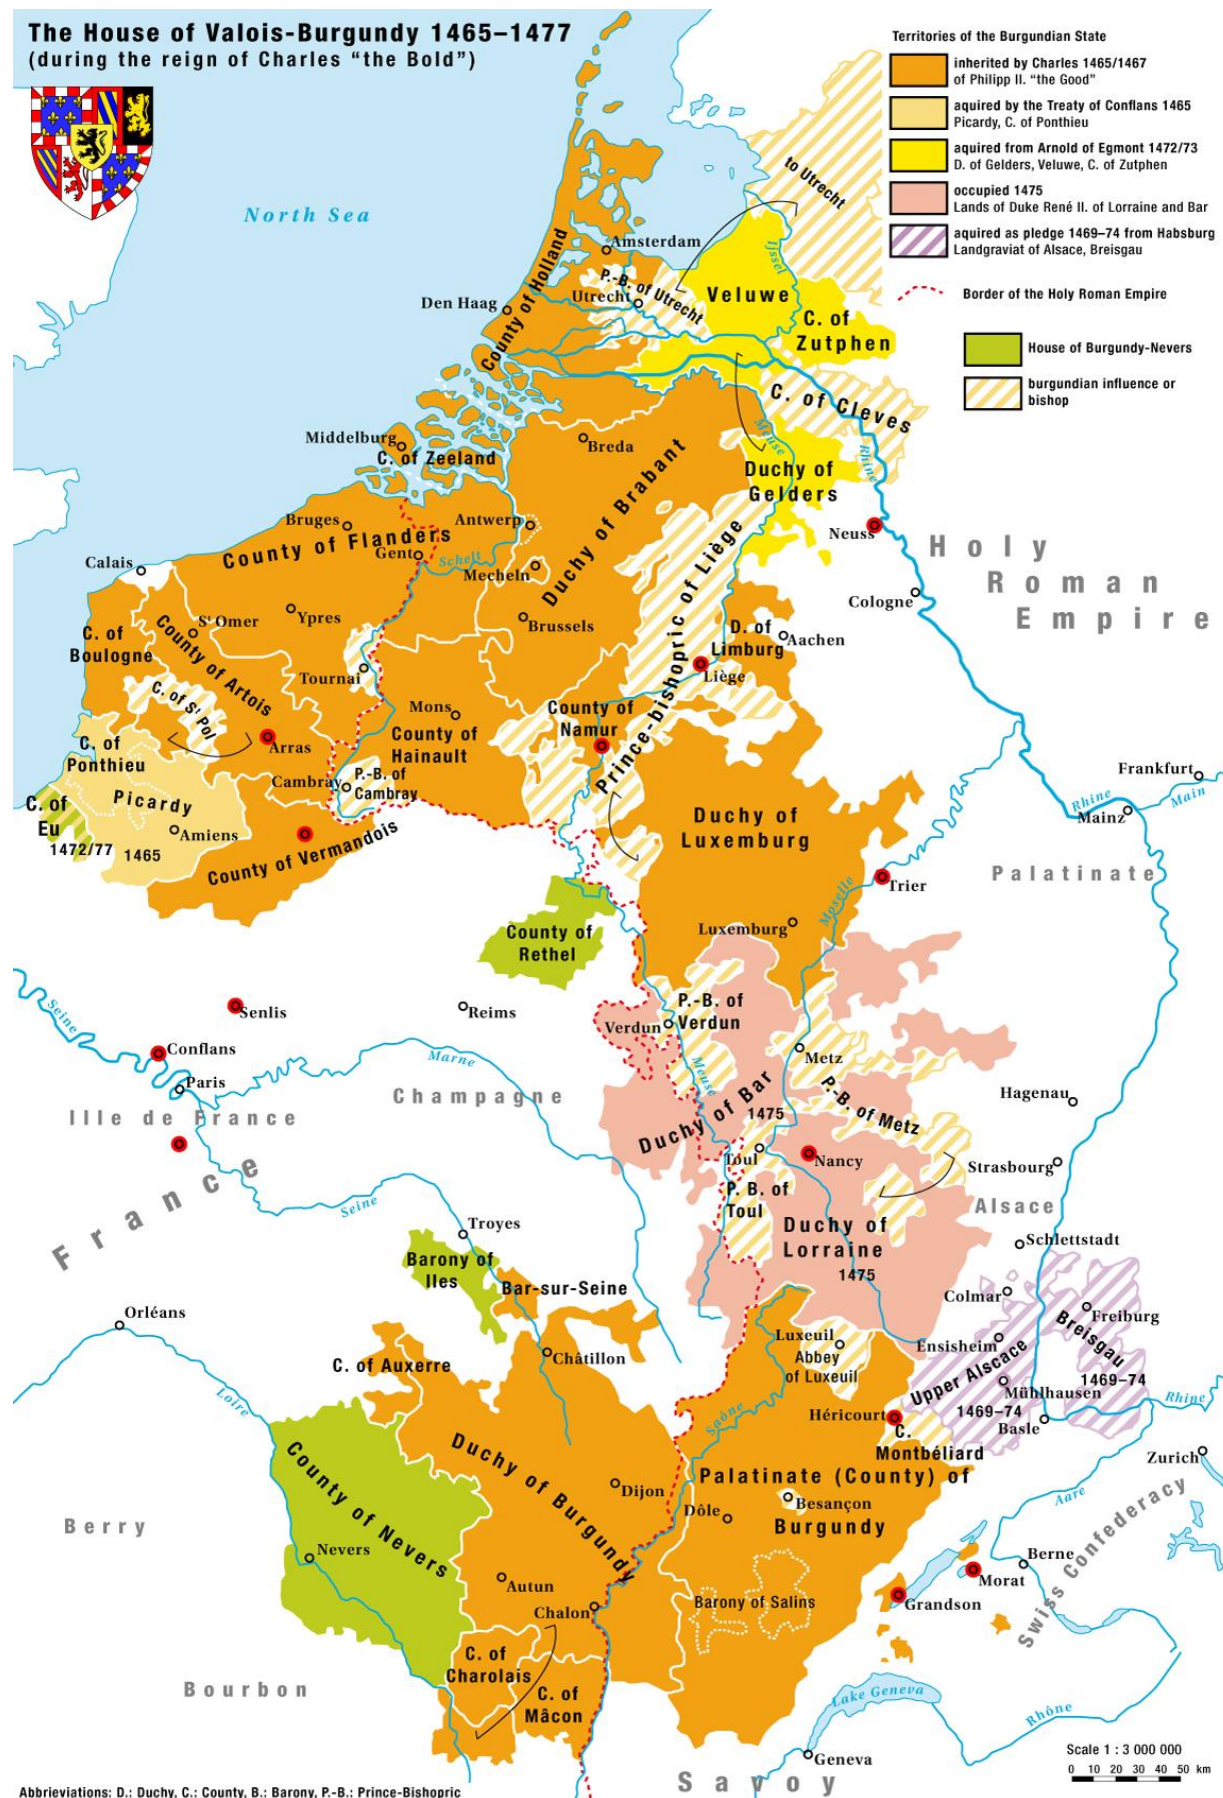 The House of Valois-Burgundy 1465–1477
(during the reign of Charles “the Bold”)
Territories of the Burgundian State
inherited by Charles 1465/1467
of Philipp II. “the Good”
aquired by the Treaty of Conflans 1465
Picardy, C. of Ponthieu
aquired from Arnold of Egmont 1472/73
D. of Gelders, Veluwe, C. of Zutphen
occupied 1475
Lands of Duke René II. of Lorraine and Bar
aquired as pledge 1469–74 from Habsburg
Landgraviat of Alsace, Breisgau
Border of the Holy Roman Empire
House of Burgundy-Nevers
burgundian influence or
bishop
North Sea
to Utrecht
Ijssel
Amsterdam
County of Holland
P.-B. of Utrecht
Utrecht
Veluwe
Den Haag
C. of
Zutphen
C. of Cleves
Meuse
Rhine
Middelburg
C. of Zeeland
Breda
Duchy of
Gelders
Duchy of Brabant
Bruges
County of Flanders
Antwerp
Neuss
Holy
Roman
Empire
Gent
Schelt
Calais
Mecheln
Prince-bishopric of Liège
Cologne
Ypres
St Omer
Brussels
C. of
Boulogne
County of Artois
D. of
Limburg
Aachen
Tournai
Liège
C. of St Pol
Mons
County of
Hainault
County of
Namur
Arras
C. of
Ponthieu
Cambray
P.-B. of
Cambray
Picardy
Frankfurt
Rhine
Main
Mainz
C. of
Eu
1472/77
1465
Amiens
County of Vermandois
Duchy of
Luxemburg
Palatinate
Trier
Moselle
County of
Rethel
Luxemburg
Seine
Senlis
Reims
P.-B. of
Verdun
Verdun
Conflans
Paris
Marne
Metz
Meuse
Champagne
Ille de France
P.-B. of Metz
Hagenau
Duchy of Bar
1475
France
Toul
Nancy
Strasbourg
P. B. of
Toul
Alsace
Seine
Troyes
Duchy of
Lorraine
1475
Schlettstadt
Barony of
Iles
Bar-sur-Seine
Colmar
Freiburg
Breisgau
1469–74
Orléans
Luxeuil
Abbey
of Luxeuil
Ensisheim
Châtillon
C. of Auxerre
Upper Alscace
1469–74
Mühlhausen
Rhine
Loire
Saône
Héricourt
Basle
C.
Montbéliard
County of Nevers
Duchy of Burgundy
Zurich
Palatinate (County) of
Burgundy
Dijon
Besançon
Dôle
Aare
Berry
Nevers
Berne
Swiss Confederacy
Morat
Autun
Grandson
Chalon
Barony of Salins
C. of
Charolais
Bourbon
C. of
Mâcon
Lake Geneva
Rhône
Geneva
Savoy
Scale 1 : 3 000 000
0 10 20 30 40 50 km
Abbrieviations: D.: Duchy, C.: County, B.: Barony, P.-B.: Prince-Bishopric